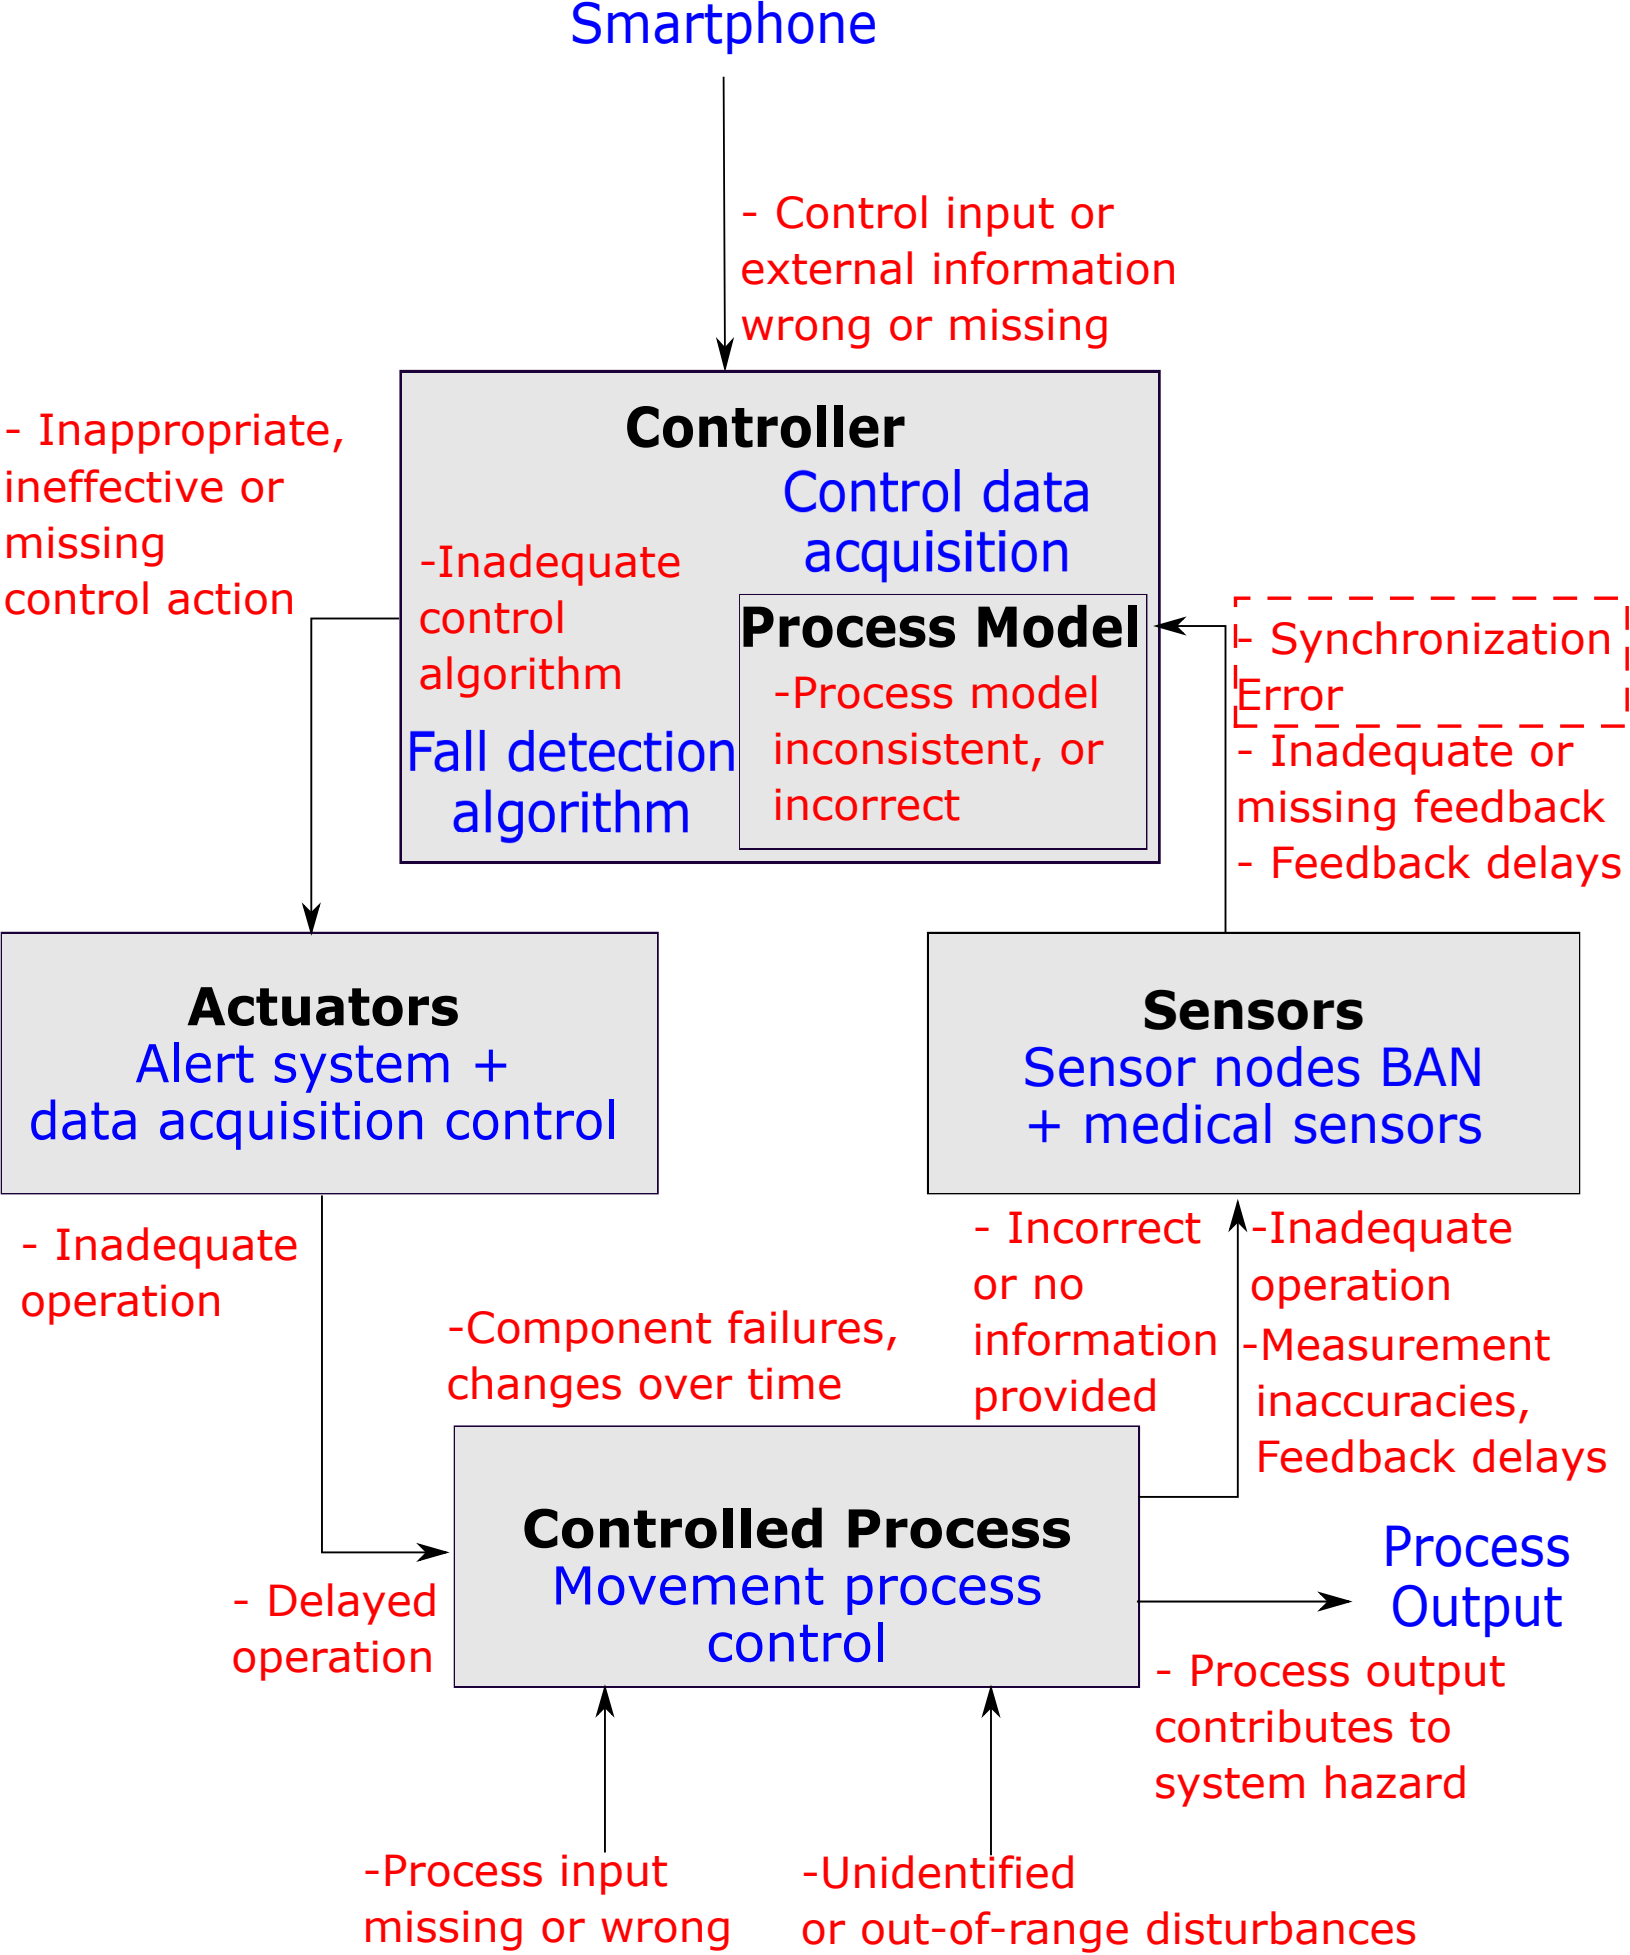 Smartphone
- Control input or
external information
wrong or missing
- Inappropriate,
ineffective or
missing
control action
Controller
Control data
acquisition
-Inadequate
control
algorithm
Fall detection
algorithm
Process Model
-Process model
inconsistent, or
incorrect
- Synchronization
Error
- Inadequate or
missing feedback
- Feedback delays
Actuators
Alert system +
data acquisition control
Sensors
Sensor nodes BAN
+ medical sensors
- Inadequate
operation
-Component failures,
changes over time
- Incorrect
or no
information
provided
-Inadequate
operation
-Measurement
inaccuracies,
Feedback delays
Controlled Process
Movement process
control
- Delayed
operation
Process
Output
- Process output
contributes to
system hazard
-Process input
missing or wrong
-Unidentified
or out-of-range disturbances